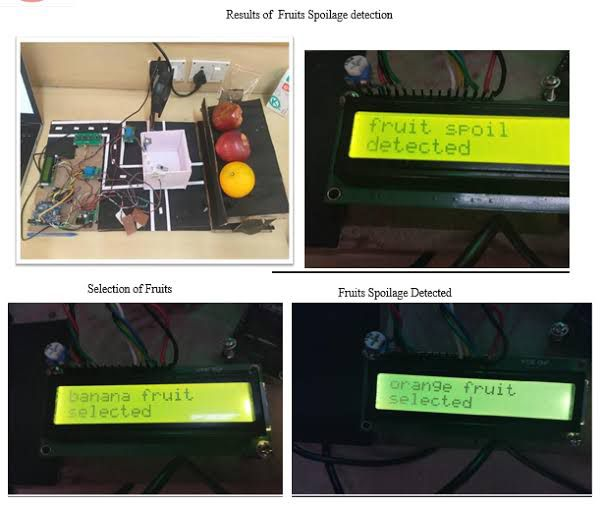 Results of Fruits Spoilage detection
fruit spoil
detected
Selection of Fruits
Fruits Spoilage Detected
banana fruit
selected
orange fruit
selected